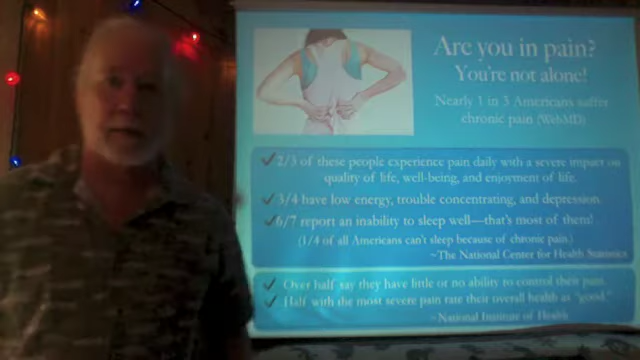 Are you in pain?
You're not alone!
Nearly 1 in 3 Americans suffer
chronic pain (WebMD)
2/3 of these people experience pain daily with a severe impact on
quality of life, well-being, and enjoyment of life.
3/4 have low energy, trouble concentrating, and depression.
6/7 report an inability to sleep well—that's most of them!
(1/4 of all Americans can't sleep because of chronic pain.)
~The National Center for Health Statistics
Over half say they have little or no ability to control their pain.
Half with the most severe pain rate their overall health as "good."
~National Institute of Health